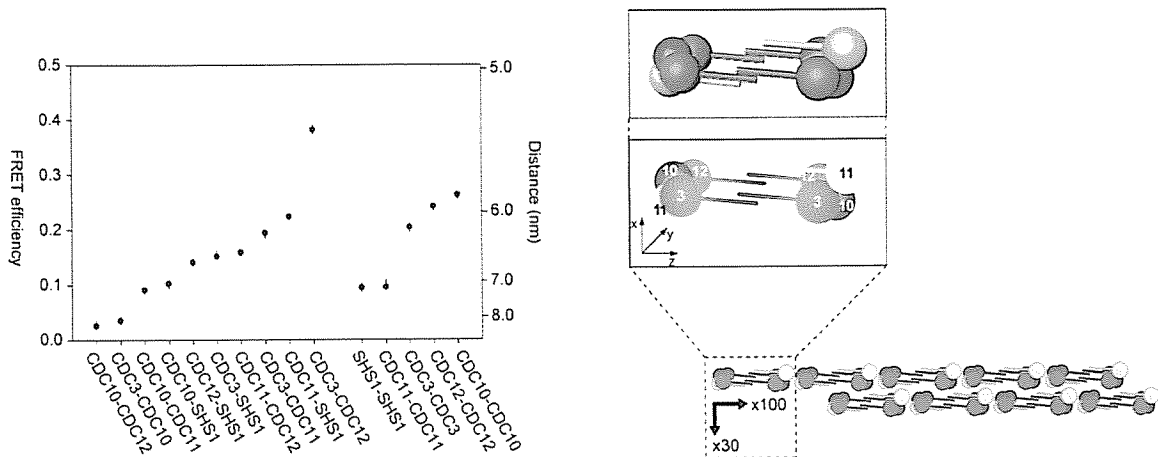 0.5
0.4
0.3
0.2
0.1
0.0
FRET efficiency
5.0
6.0
7.0
8.0
Distance (nm)
CDC10-CDC12
CDC3-CDC10
CDC10-CDC11
CDC10-SHS1
CDC12-SHS1
CDC3-SHS1
CDC11-CDC12
CDC3-CDC11
CDC11-SHS1
CDC3-CDC12
SHS1-SHS1
CDC11-CDC11
CDC3-CDC3
CDC12-CDC12
CDC10-CDC10
10 12 12 11
3 3 10
11
x y z
x100
x30